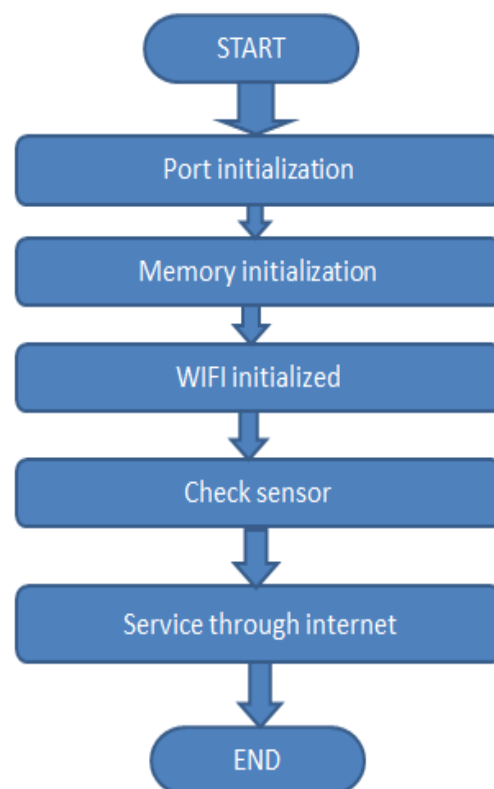 START
Port initialization
Memory initialization
WIFI initialized
Check sensor
Service through internet
END